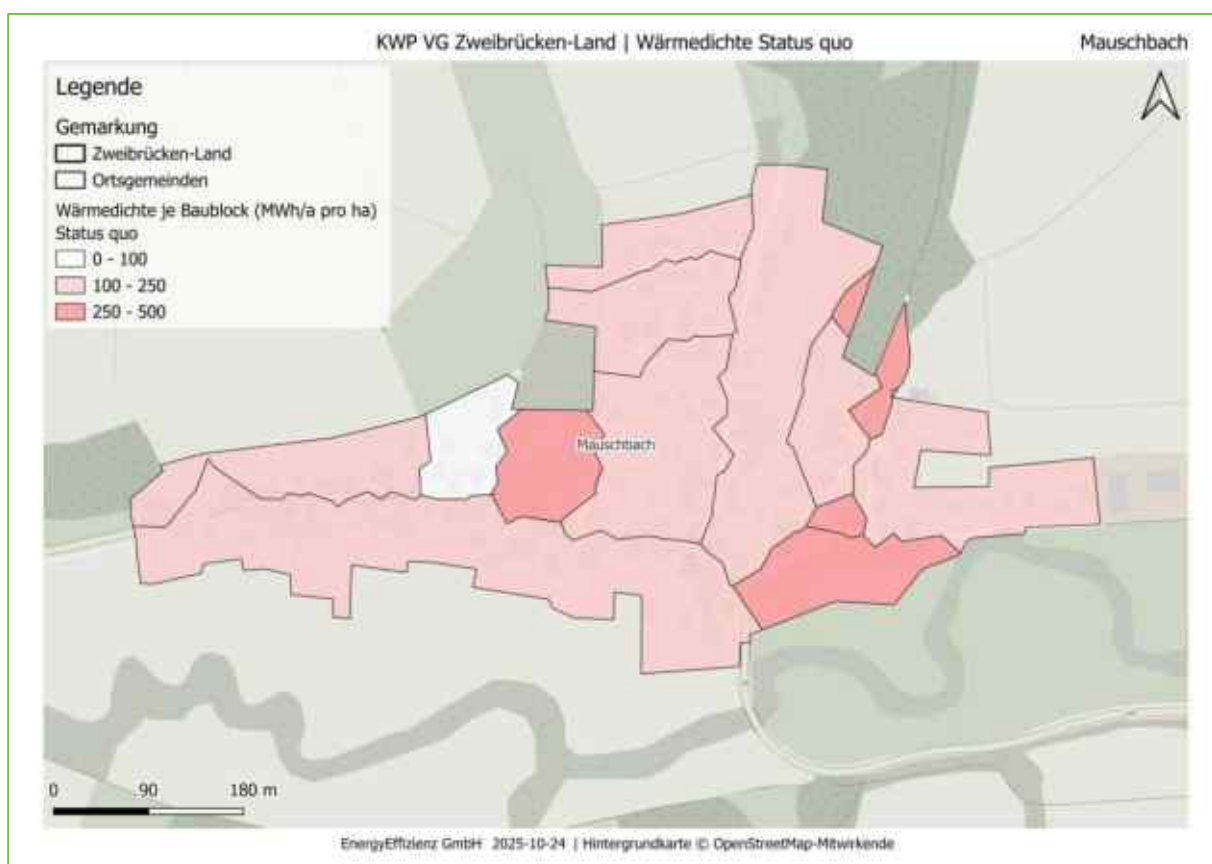 KWP VG Zweibrücken-Land | Wärmedichte Status quo
Mauschbach
Legende
Gemarkung
Zweibrücken-Land
Ortsgemeinden
Wärmedichte je Baublock (MWh/a pro ha)
Status quo
0 - 100
100 - 250
250 - 500
Mauschbach
0 90 180 m
EnergyEffizienz GmbH 2025-10-24 | Hintergrundkarte © OpenStreetMap-Mitwirkende